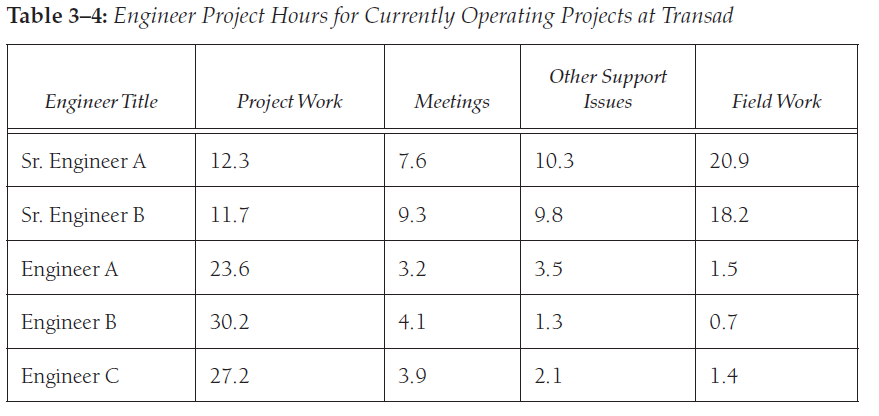 Table 3–4: Engineer Project Hours for Currently Operating Projects at Transad
Engineer Title Project Work Meetings Other Support Issues Field Work
Sr. Engineer A 12.3 7.6 10.3 20.9
Sr. Engineer B 11.7 9.3 9.8 18.2
Engineer A 23.6 3.2 3.5 1.5
Engineer B 30.2 4.1 1.3 0.7
Engineer C 27.2 3.9 2.1 1.4